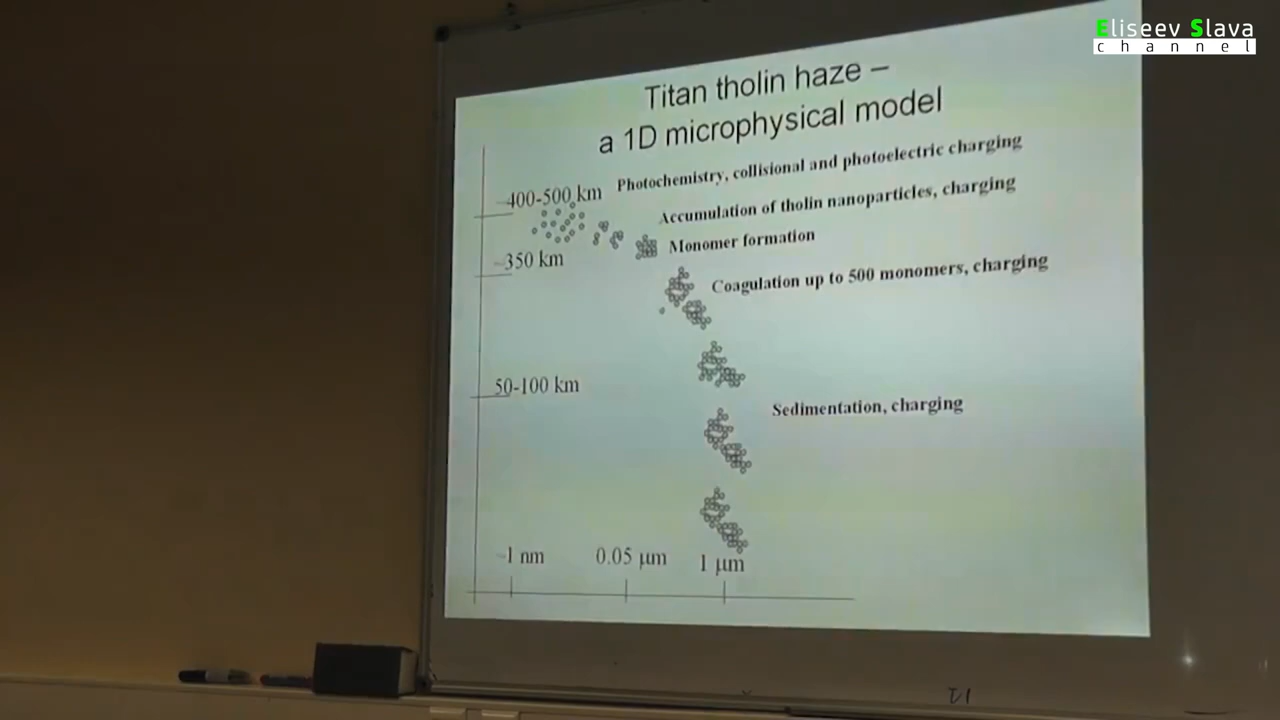 Eliseev Slava
channel
Titan tholin haze –
a 1D microphysical model
400-500 km
Photochemistry, collisional and photoelectric charging
Accumulation of tholin nanoparticles, charging
Monomer formation
350 km
Coagulation up to 500 monomers, charging
50-100 km
Sedimentation, charging
1 nm
0.05 μm
1 μm